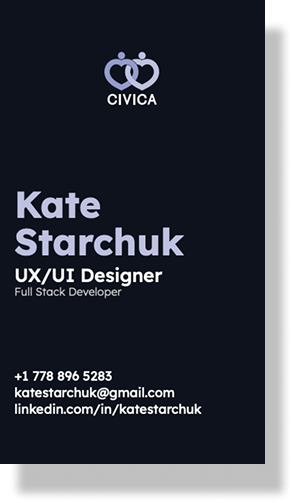 CIVICA
Kate
Starchuk
UX/UI Designer
Full Stack Developer
+1 778 896 5283
katestarchuk@gmail.com
linkedin.com/in/katestarchuk